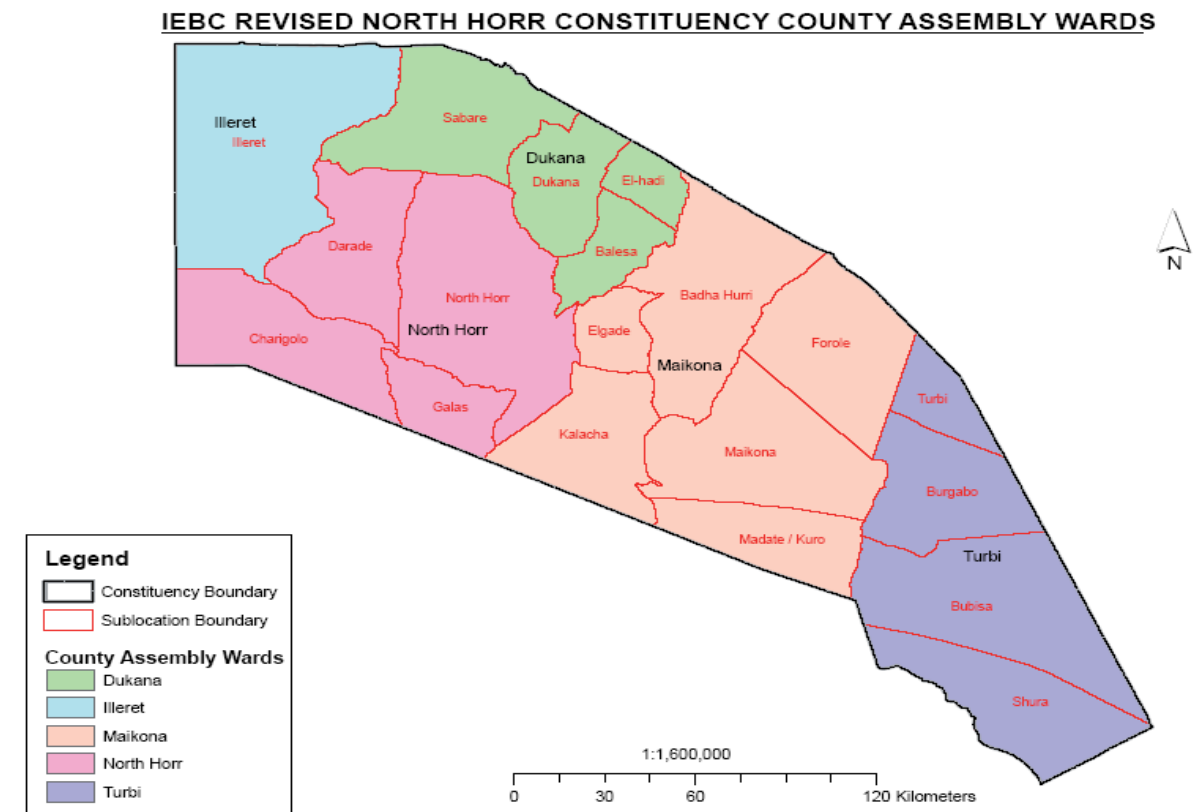 IEBC REVISED NORTH HORR CONSTITUENCY COUNTY ASSEMBLY WARDS
Illeret
Illeret
Sabare
Dukana
Dukana
El-hadi
Balesa
Darade
North Horr
North Horr
Charigolo
Galas
Badha Hurri
Elgade
Forole
Maikona
Kalacha
Maikona
Madate / Kuro
Turbi
Burgabo
Turbi
Bubisa
Shura
N
Legend
Constituency Boundary
Sublocation Boundary
County Assembly Wards
Dukana
Illeret
Maikona
North Horr
Turbi
1:1,600,000
0 30 60 120 Kilometers